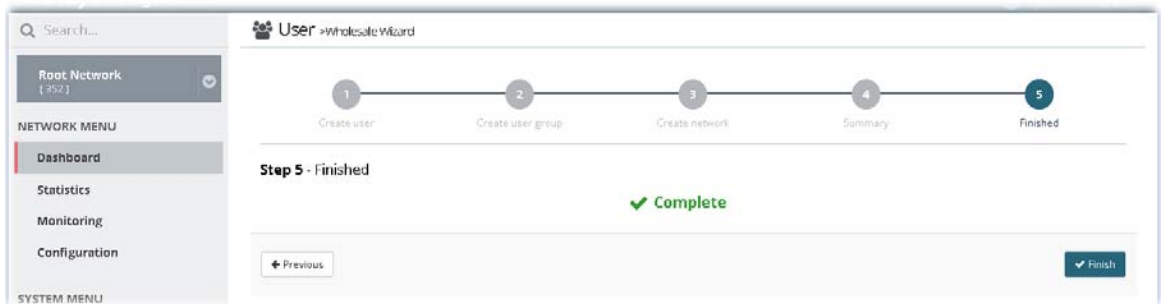 Search...
User >Wholesale Wizard
Root Network
[ 352 ]
1
2
3
4
5
Create user
Create user group
Create network
Summary
Finished
NETWORK MENU
Dashboard
Step 5 - Finished
Statistics
Complete
Monitoring
Configuration
Previous
Finish
SYSTEM MENU